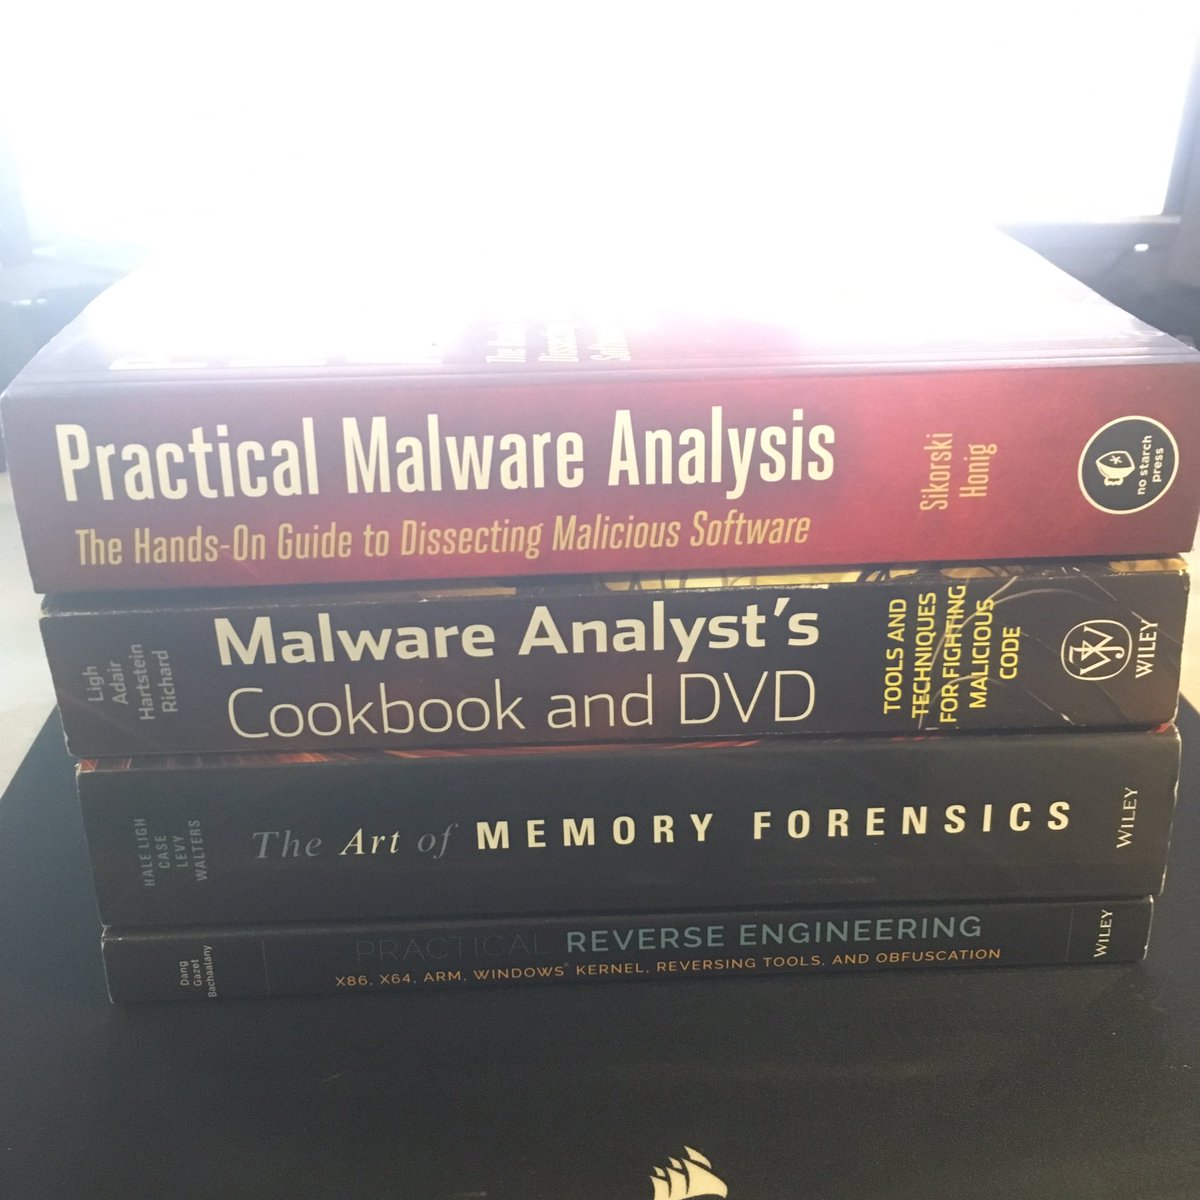 The
Dissecting
Practical Malware Analysis
The Hands-On Guide to Dissecting Malicious Software
Sikorski
Honig
no starch
press
Ligh
Adair
Hartstein
Richard
Malware Analyst's
Cookbook and DVD
TOOLS AND
TECHNIQUES
FOR FIGHTING
MALICIOUS
CODE
WILEY
HALE LIGH
CASE
LEVY
WALTERS
The Art of MEMORY FORENSICS
WILEY
Dang
Gazet
Bachaalany
PRACTICAL REVERSE ENGINEERING
X86, X64, ARM, WINDOWS® KERNEL, REVERSING TOOLS, AND OBFUSCATION
WILEY